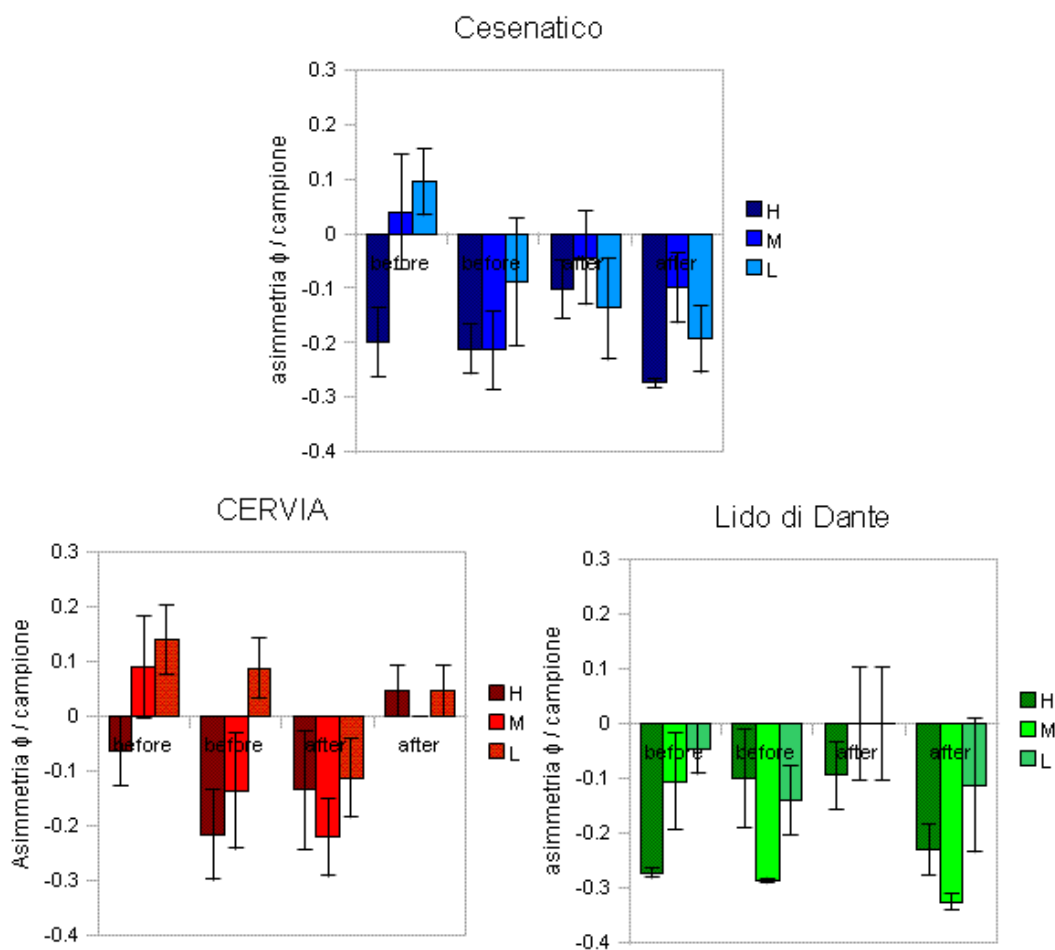 Cesenatico
asimmetria ϕ / campione
0.3
0.2
0.1
0
-0.1
-0.2
-0.3
-0.4
before before after after
H
M
L
CERVIA
Asimmetria ϕ / campione
0.3
0.2
0.1
0
-0.1
-0.2
-0.3
-0.4
before before after after
H
M
L
Lido di Dante
asimmetria ϕ / campione
0.3
0.2
0.1
0
-0.1
-0.2
-0.3
-0.4
before before after after
H
M
L